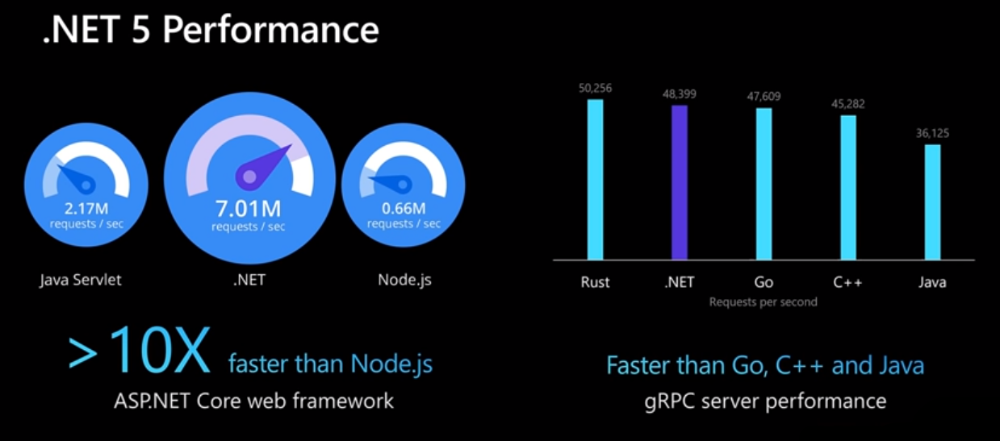 .NET 5 Performance
2.17M
requests / sec
Java Servlet
7.01M
requests / sec
.NET
0.66M
requests / sec
Node.js
> 10X faster than Node.js
ASP.NET Core web framework
50,256
48,399
47,609
45,282
36,125
Rust
.NET
Go
C++
Java
Requests per second
Faster than Go, C++ and Java
gRPC server performance